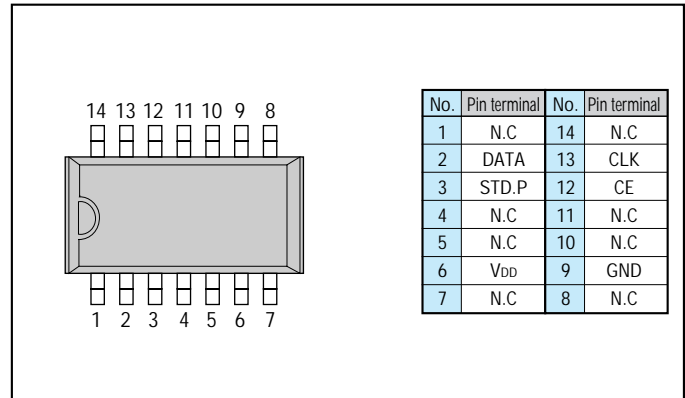 14 13 12 11 10 9 8
1 2 3 4 5 6 7
No. Pin terminal No. Pin terminal
1 N.C 14 N.C
2 DATA 13 CLK
3 STD.P 12 CE
4 N.C 11 N.C
5 N.C 10 N.C
6 VDD 9 GND
7 N.C 8 N.C